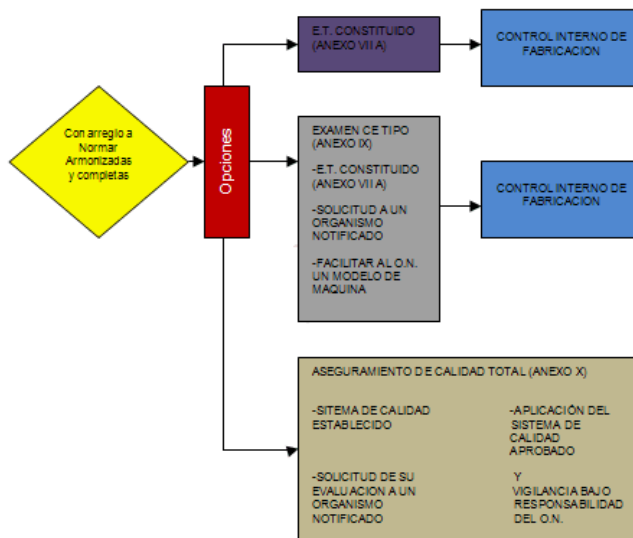 E.T. CONSTITUIDO
(ANEXO VII A)
CONTROL INTERNO DE
FABRICACION
Con arreglo a
Normar
Armonizadas
y completas
Opciones
EXAMEN CE TIPO
(ANEXO IX)
-E.T. CONSTITUIDO
(ANEXO VII A)
-SOLICITUD A UN
ORGANISMO
NOTIFICADO
-FACILITAR AL O.N.
UN MODELO DE
MAQUINA
CONTROL INTERNO DE
FABRICACION
ASEGURAMIENTO DE CALIDAD TOTAL (ANEXO X)
-SITEMA DE CALIDAD
ESTABLECIDO
-APLICACIÓN DEL
SISTEMA DE
CALIDAD
APROBADO
-SOLICITUD DE SU
EVALUACION A UN
ORGANISMO
NOTIFICADO
Y
VIGILANCIA BAJO
RESPONSABILIDAD
DEL O.N.